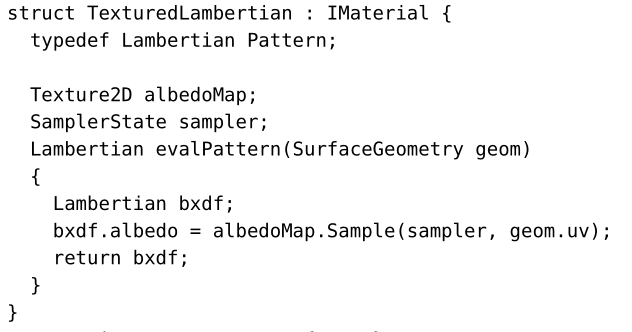 struct TexturedLambertian : IMaterial {
  typedef Lambertian Pattern;

  Texture2D albedoMap;
  SamplerState sampler;
  Lambertian evalPattern(SurfaceGeometry geom)
  {
    Lambertian bxdf;
    bxdf.albedo = albedoMap.Sample(sampler, geom.uv);
    return bxdf;
  }
}